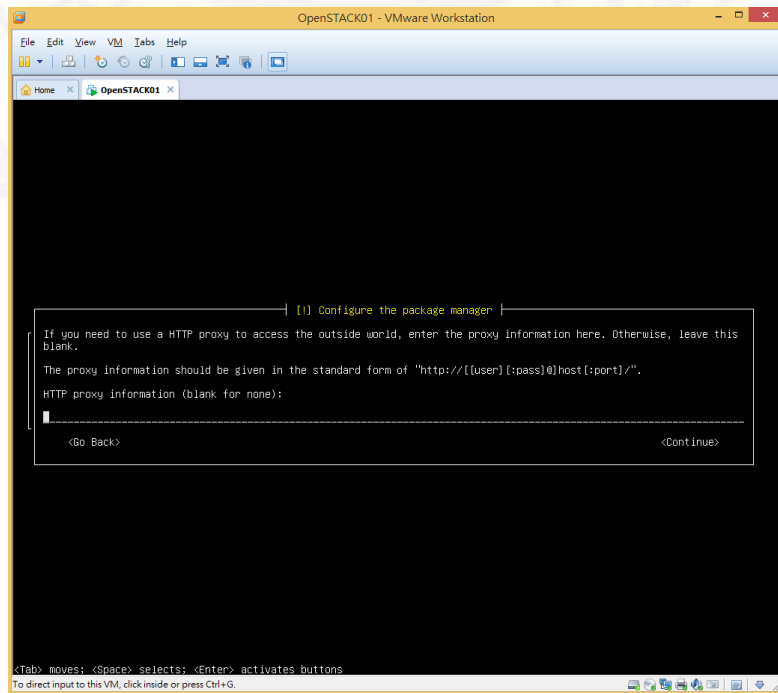 OpenSTACK01 - VMware Workstation
File Edit View VM Tabs Help
Home OpenSTACK01
[!] Configure the package manager
If you need to use a HTTP proxy to access the outside world, enter the proxy information here. Otherwise, leave this
blank.
The proxy information should be given in the standard form of "http://[[user][:pass]@]host[:port]/".
HTTP proxy information (blank for none):
<Go Back> <Continue>
<Tab> moves; <Space> selects; <Enter> activates buttons
To direct input to this VM, click inside or press Ctrl+G.